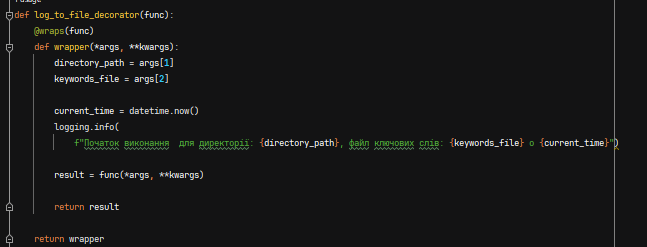 def log_to_file_decorator(func):
    @wraps(func)
    def wrapper(*args, **kwargs):
        directory_path = args[1]
        keywords_file = args[2]

        current_time = datetime.now()
        logging.info(
            f"Початок виконання  для директорії: {directory_path}, файл ключових слів: {keywords_file} о {current_time}")

        result = func(*args, **kwargs)

        return result

    return wrapper